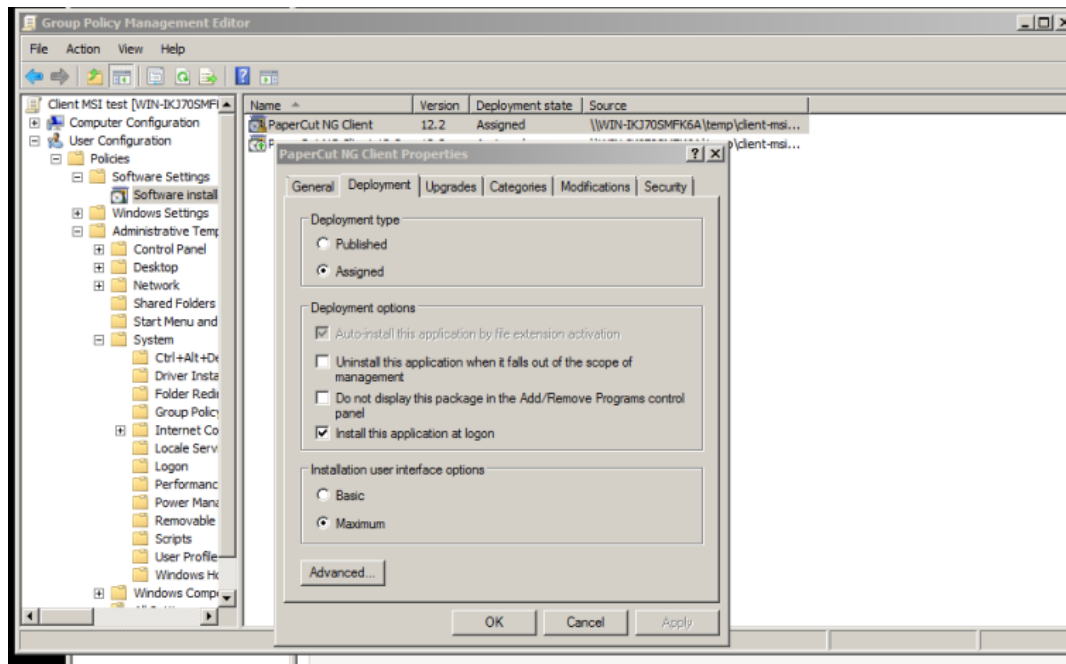 Group Policy Management Editor
File Action View Help
Client MSI test [WIN-IKJ70SMF
Computer Configuration
User Configuration
Policies
Software Settings
Software install
Windows Settings
Administrative Temp
Control Panel
Desktop
Network
Shared Folders
Start Menu and
System
Ctrl+Alt+De
Driver Insta
Folder Redi
Group Policy
Internet Co
Locale Serv
Logon
Performanc
Power Mana
Removable
Scripts
User Profile
Windows Ho
Windows Compo
Name Version Deployment state Source
PaperCut NG Client 12.2 Assigned \\WIN-IKJ70SMFK6A\temp\client-msi...
PaperCut NG Client Properties
General Deployment Upgrades Categories Modifications Security
Deployment type
Published
Assigned
Deployment options
Auto-install this application by file extension activation
Uninstall this application when it falls out of the scope of
management
Do not display this package in the Add/Remove Programs control
panel
Install this application at logon
Installation user interface options
Basic
Maximum
Advanced...
OK Cancel Apply